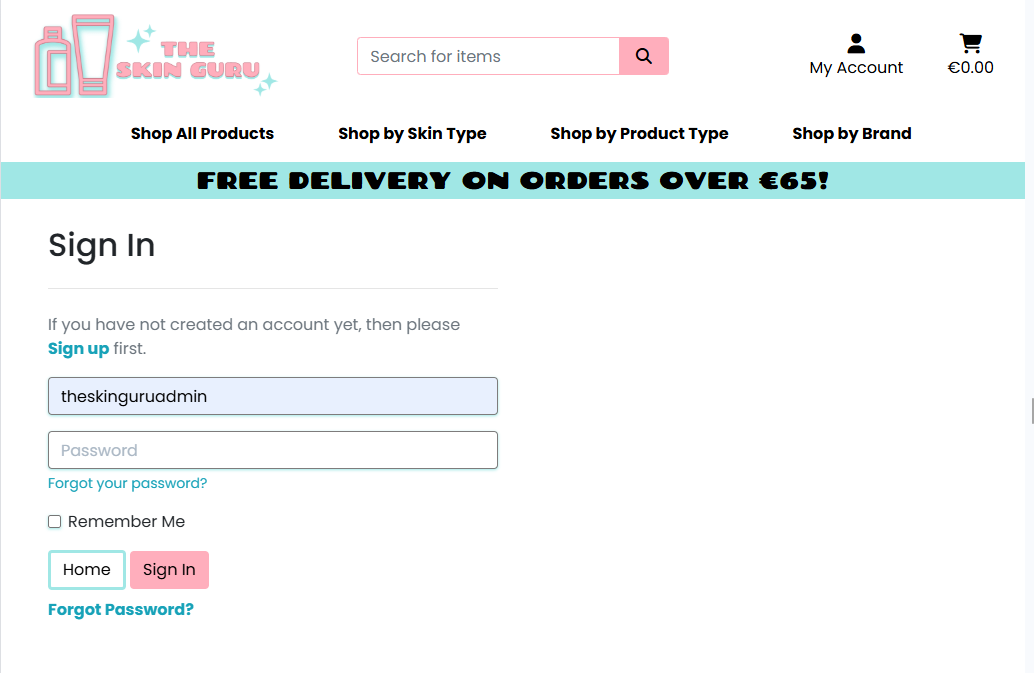 THE
SKIN GURU
Search for items
My Account
€0.00
Shop All Products
Shop by Skin Type
Shop by Product Type
Shop by Brand
FREE DELIVERY ON ORDERS OVER €65!
Sign In
If you have not created an account yet, then please
Sign up first.
theskinguruadmin
Password
Forgot your password?
Remember Me
Home
Sign In
Forgot Password?